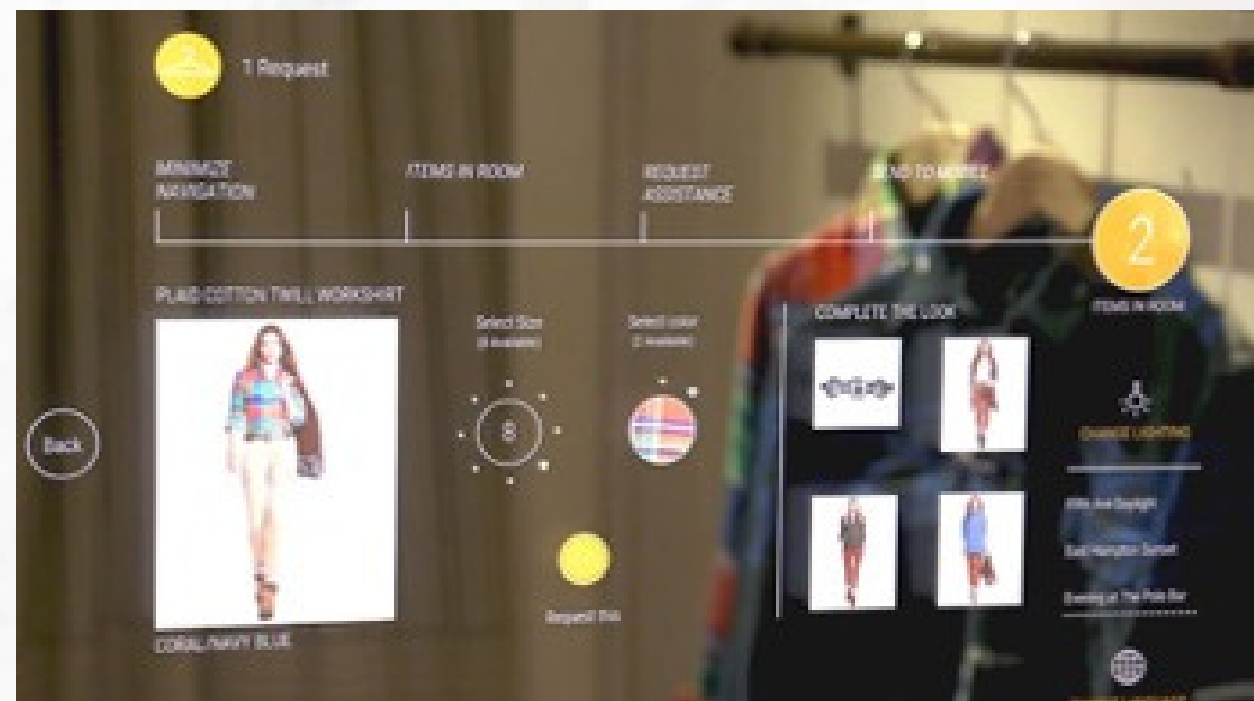 1 Request
MINIMIZE
NAVIGATION
ITEMS IN ROOM
REQUEST
ASSISTANCE
SEND TO MOBILE
2
ITEMS IN ROOM
PLAID COTTON TWILL WORKSHIRT
Select Size
Select color
8
Request this
CORAL/NAVY BLUE
Back
COMPLETE THE LOOK
CHANGE LIGHTING
Fifth Ave Daylight
East Hampton Sunset
Evening at The Polo Bar